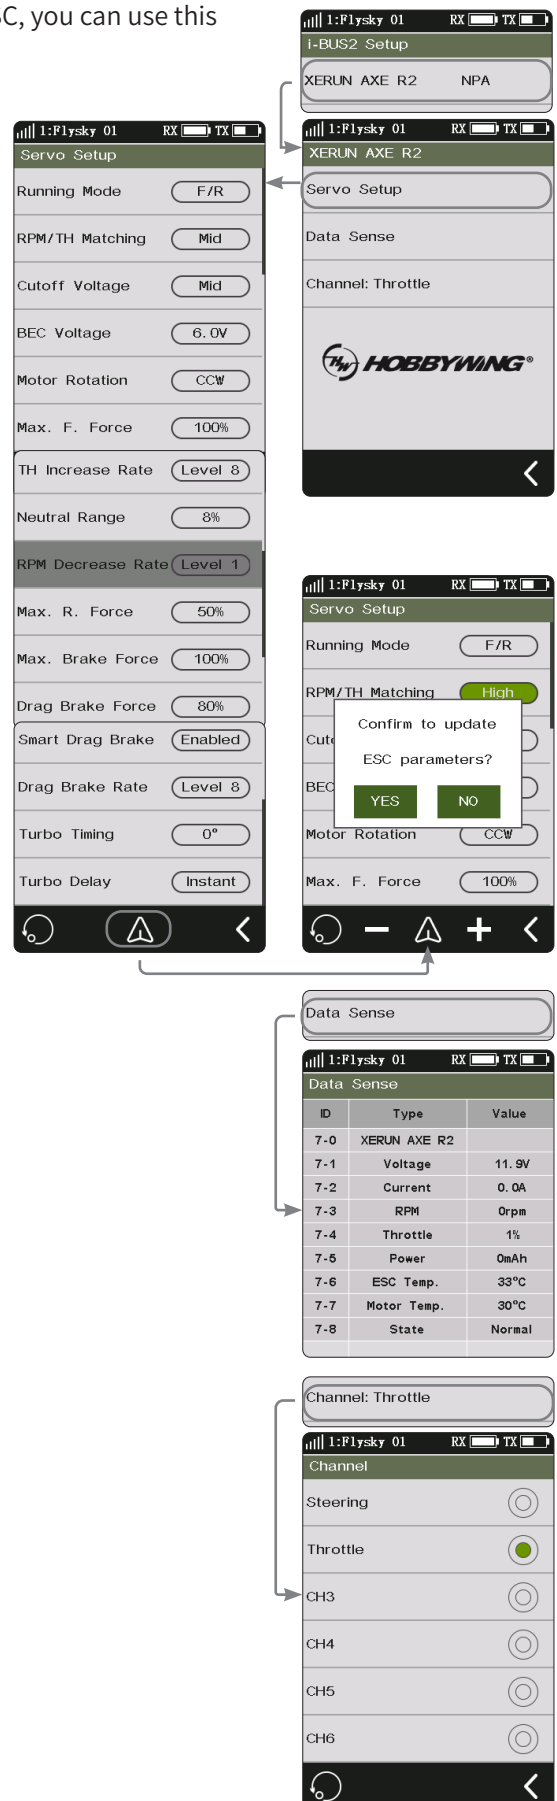 SC, you can use this
1:Flysky 01 RX TX
i-BUS2 Setup
XERUN AXE R2 NPA
1:Flysky 01 RX TX
XERUN AXE R2
Servo Setup
Data Sense
Channel: Throttle
HW HOBBYWING®
1:Flysky 01 RX TX
Servo Setup
Running Mode F/R
RPM/TH Matching Mid
Cutoff Voltage Mid
BEC Voltage 6.0V
Motor Rotation CCW
Max. F. Force 100%
TH Increase Rate Level 8
Neutral Range 8%
RPM Decrease Rate Level 1
Max. R. Force 50%
Max. Brake Force 100%
Drag Brake Force 80%
Smart Drag Brake Enabled
Drag Brake Rate Level 8
Turbo Timing 0°
Turbo Delay Instant
1:Flysky 01 RX TX
Servo Setup
Running Mode F/R
RPM/TH Matching High
Confirm to update
ESC parameters?
YES NO
Cut
BEC
Motor Rotation CCW
Max. F. Force 100%
Data Sense
1:Flysky 01 RX TX
Data Sense
ID Type Value
7-0 XERUN AXE R2
7-1 Voltage 11.9V
7-2 Current 0.0A
7-3 RPM 0rpm
7-4 Throttle 1%
7-5 Power 0mAh
7-6 ESC Temp. 33°C
7-7 Motor Temp. 30°C
7-8 State Normal
Channel: Throttle
1:Flysky 01 RX TX
Channel
Steering
Throttle
CH3
CH4
CH5
CH6